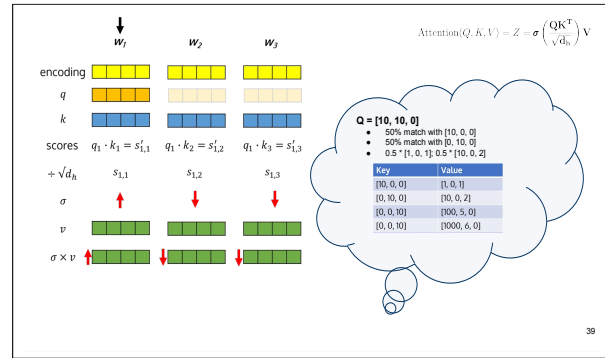 Attention(Q, K, V) = Z = σ (QKᵀ / √dₕ) V
w₁ w₂ w₃
encoding
q
k
scores q₁ · k₁ = s′₁,₁ q₁ · k₂ = s′₁,₂ q₁ · k₃ = s′₁,₃
÷ √dₕ s₁,₁ s₁,₂ s₁,₃
σ
v
σ × v
Q = [10, 10, 0]
• 50% match with [10, 0, 0]
• 50% match with [0, 10, 0]
• 0.5 * [1, 0, 1]; 0.5 * [10, 0, 2]
Key Value
[10, 0, 0] [1, 0, 1]
[0, 10, 0] [10, 0, 2]
[0, 0, 10] [100, 5, 0]
[0, 0, 10] [1000, 6, 0]
39